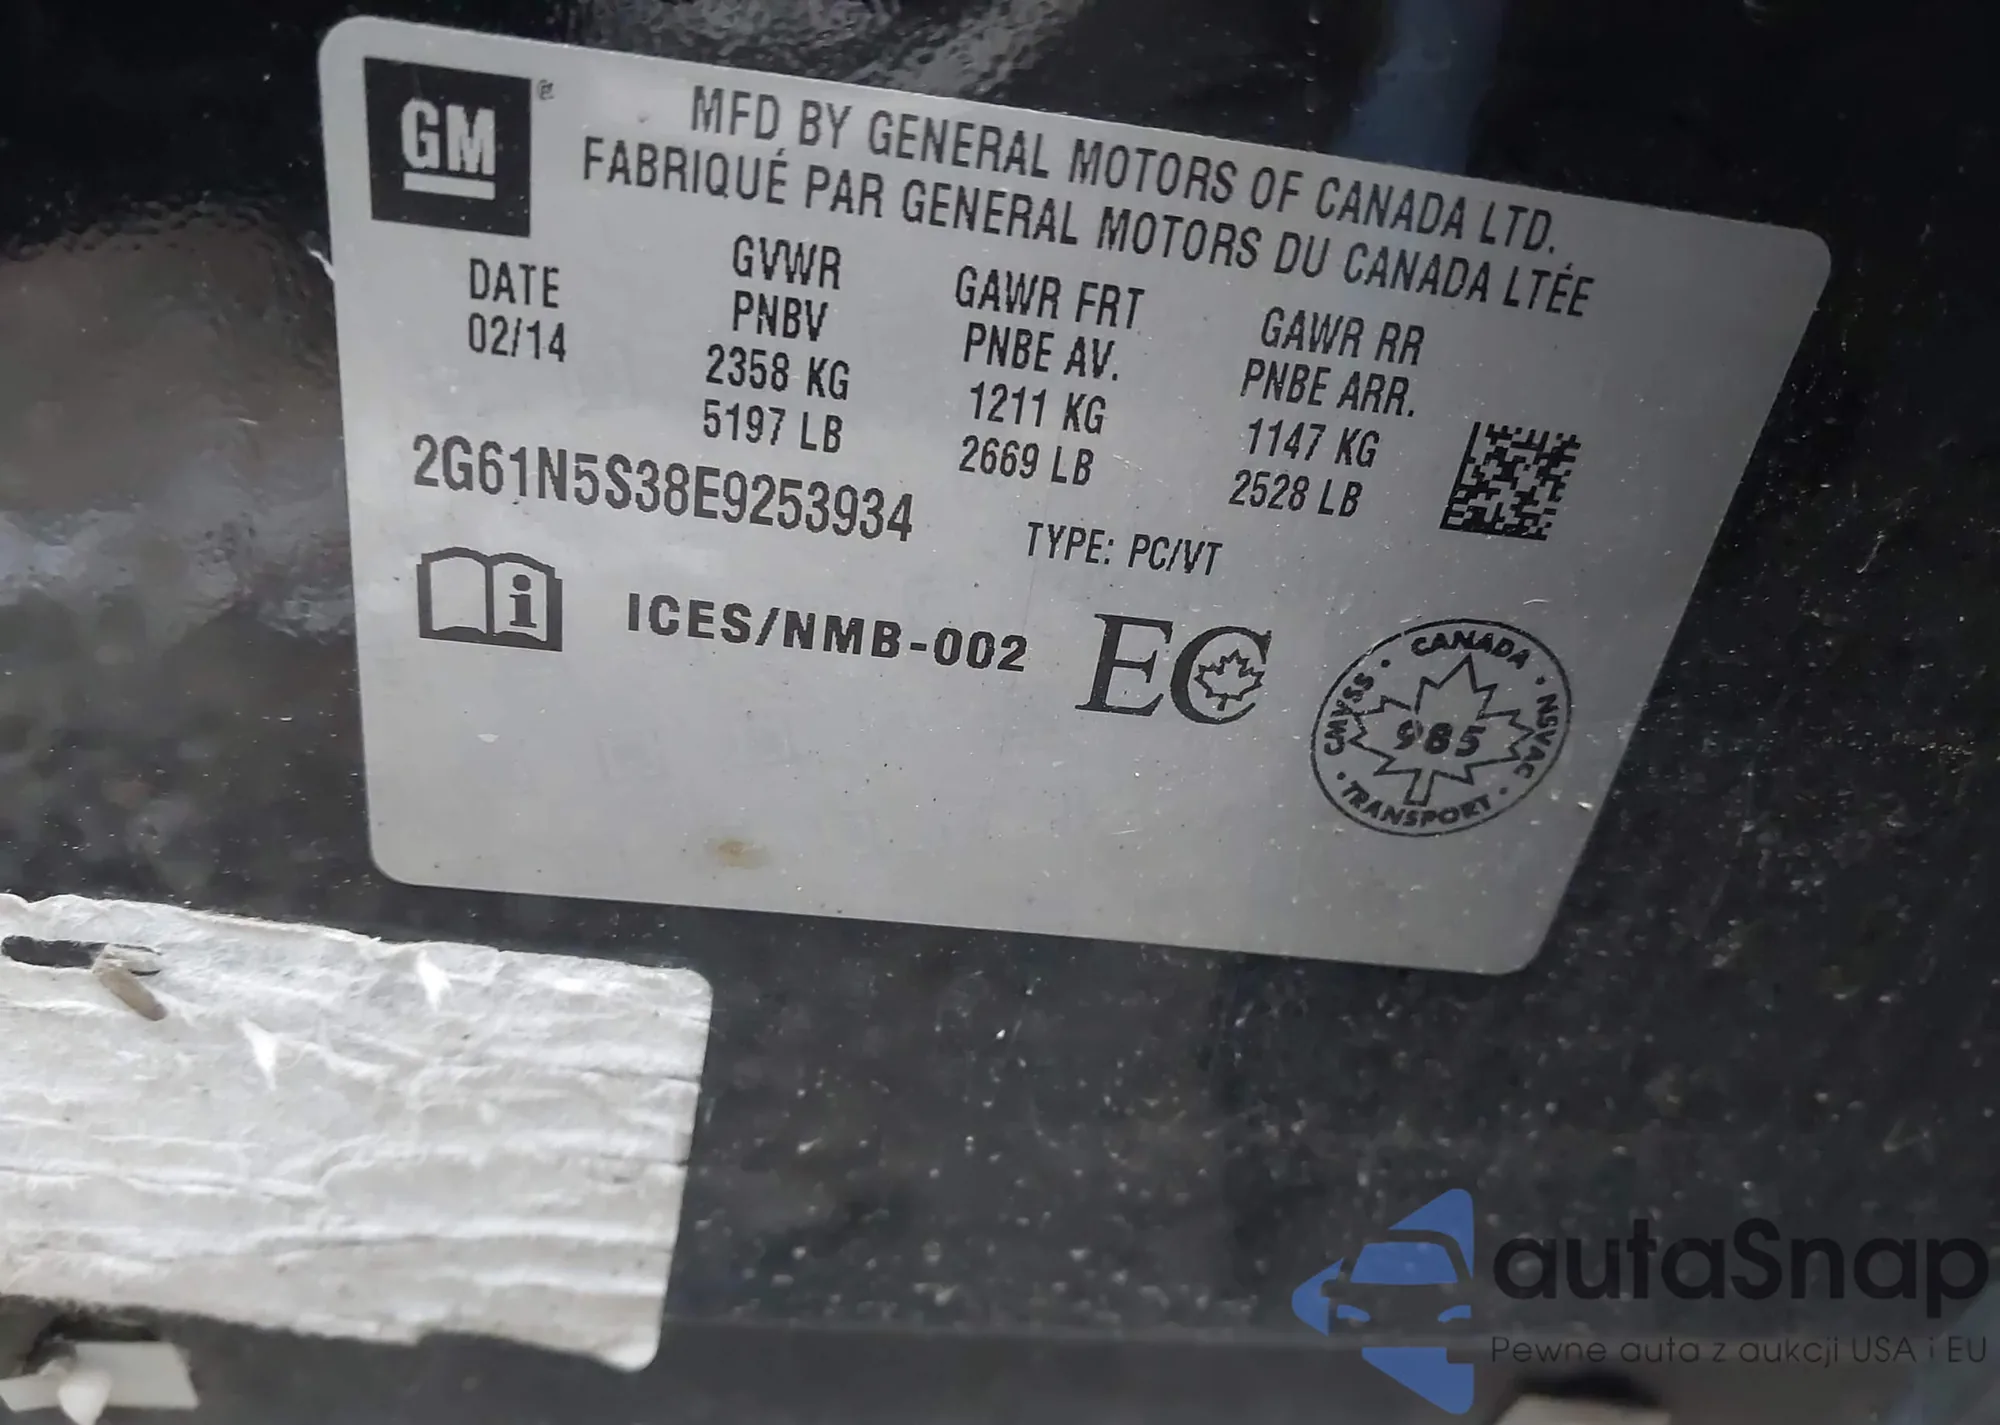 GM®
MFD BY GENERAL MOTORS OF CANADA LTD.
FABRIQUÉ PAR GENERAL MOTORS DU CANADA LTÉE
DATE
02/14
GVWR
PNBV
2358 KG
5197 LB
GAWR FRT
PNBE AV.
1211 KG
2669 LB
GAWR RR
PNBE ARR.
1147 KG
2528 LB
2G61N5S38E9253934
TYPE: PC/VT
i
ICES/NMB-002
EC
CANADA · NSVAC · TRANSPORT · CMVSS ·
985
autaSnap
Pewne auta z aukcji USA i EU